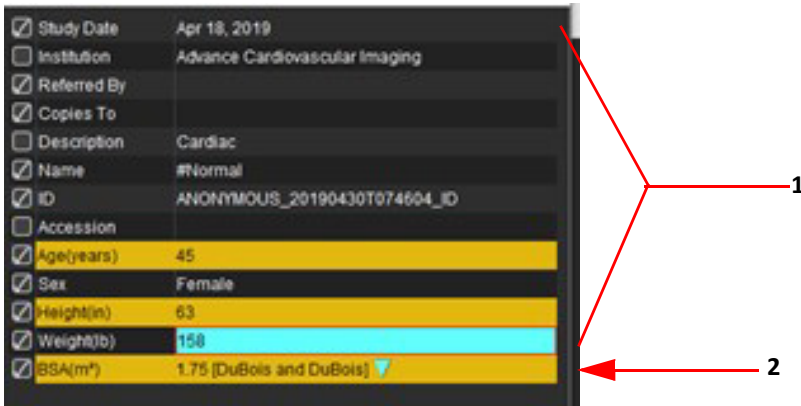 Study Date Apr 18, 2019
Institution Advance Cardiovascular Imaging
Referred By
Copies To
Description Cardiac
Name #Normal
ID ANONYMOUS_20190430T074604_ID
Accession
Age(years) 45
Sex Female
Height(in) 63
Weight(lb) 158
BSA(m²) 1.75 [DuBois and DuBois]
1
2